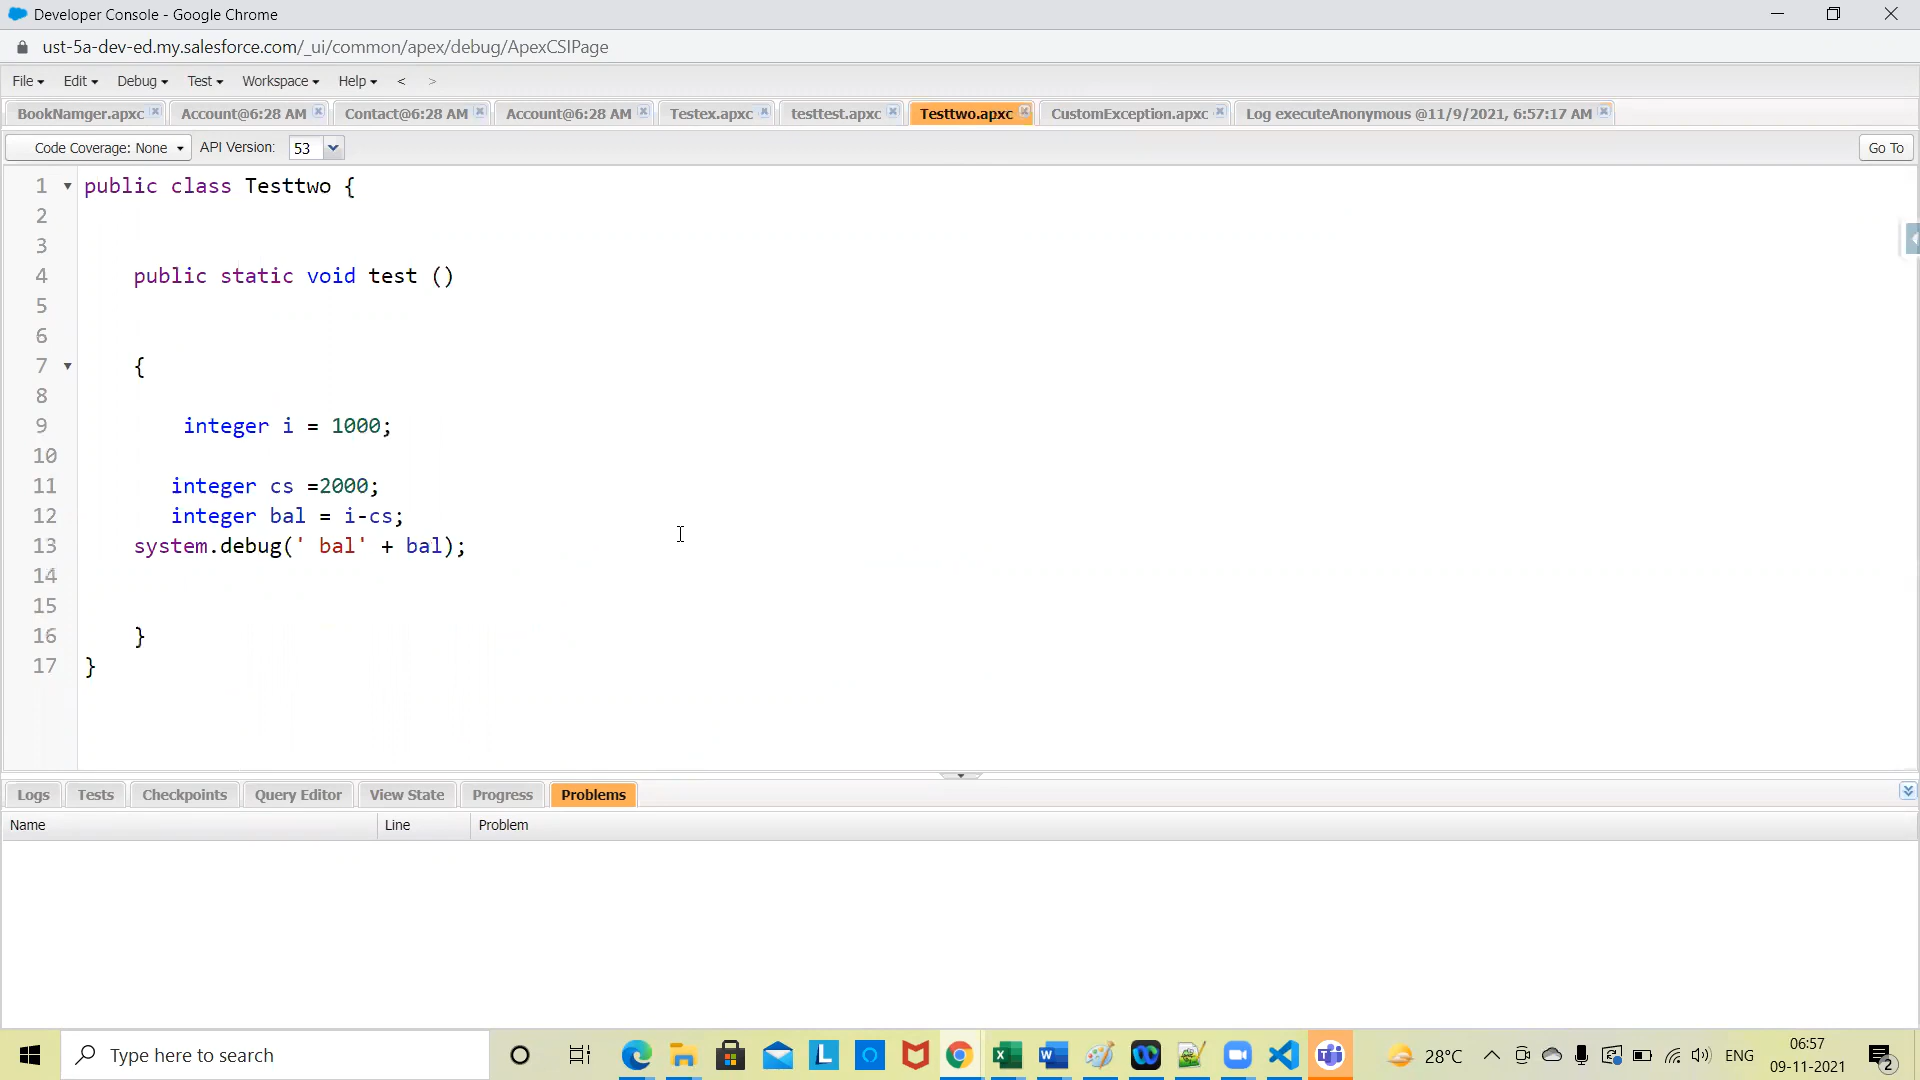 Developer Console - Google Chrome
ust-5a-dev-ed.my.salesforce.com/_ui/common/apex/debug/ApexCSIPage
File Edit Debug Test Workspace Help < >
BookNamger.apxc Account@6:28 AM Contact@6:28 AM Account@6:28 AM Testex.apxc testtest.apxc Testtwo.apxc CustomException.apxc Log executeAnonymous @11/9/2021, 6:57:17 AM
Code Coverage: None API Version: 53 Go To
1 public class Testtwo {
2
3
4 public static void test ()
5
6
7 {
8
9 integer i = 1000;
10
11 integer cs =2000;
12 integer bal = i-cs;
13 system.debug(' bal' + bal);
14
15
16 }
17 }
Logs Tests Checkpoints Query Editor View State Progress Problems
Name Line Problem
Type here to search
28°C ENG
06:57
09-11-2021
2